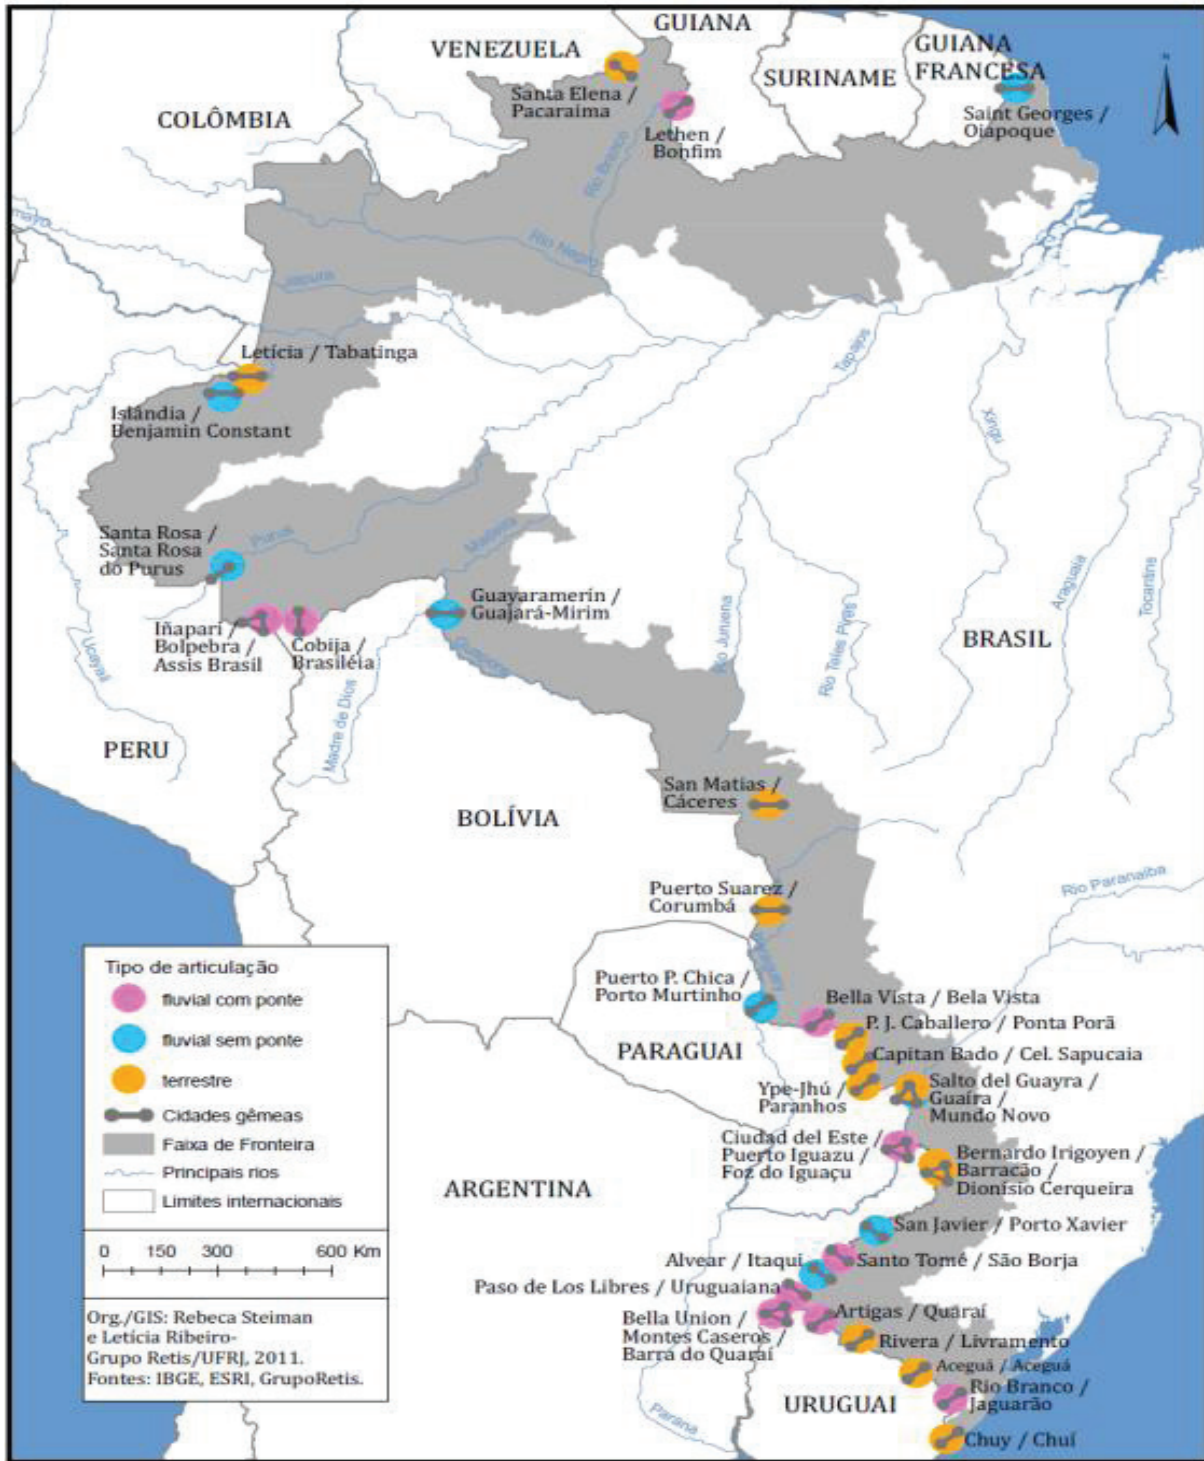 GUIANA
VENEZUELA
GUIANA
FRANCESA
SURINAME
N
Santa Elena /
Pacaraima
COLÔMBIA
Saint Georges /
Oiapoque
Lethen /
Bonfim
Rio Branco
Rio Negro
Japura
Letícia / Tabatinga
Tapajos
Islândia /
Benjamin Constant
Xingu
Santa Rosa /
Santa Rosa
do Purus
Purus
Madeira
Guayaramerín /
Guajará-Mirim
Iñapari /
Bolpebra /
Assis Brasil
Cobija /
Brasiléia
Guaporé
Rio Juruena
Rio Teles Pires
Araguaia
Tocantins
BRASIL
Ucayali
Madre de Dios
PERU
San Matias /
Cáceres
BOLÍVIA
Rio Paranaiba
Puerto Suarez /
Corumbá
Puerto P. Chica /
Porto Murtinho
Bella Vista / Bela Vista
P. J. Caballero / Ponta Porã
PARAGUAI
Capitan Bado / Cel. Sapucaia
Ype-Jhú /
Paranhos
Salto del Guayra /
Guaíra /
Mundo Novo
Ciudad del Este /
Puerto Iguazu /
Foz do Iguaçu
Bernardo Irigoyen /
Barracão /
Dionísio Cerqueira
ARGENTINA
San Javier / Porto Xavier
Alvear / Itaqui
Santo Tomé / São Borja
Paso de Los Libres / Uruguaiana
Bella Union /
Montes Caseros /
Barra do Quaraí
Artigas / Quaraí
Rivera / Livramento
Aceguá / Aceguá
URUGUAI
Rio Branco /
Jaguarão
Paraná
Chuy / Chuí
Tipo de articulação
fluvial com ponte
fluvial sem ponte
terrestre
Cidades gêmeas
Faixa de Fronteira
Principais rios
Limites internacionais
0 150 300 600 Km
Org./GIS: Rebeca Steiman
e Letícia Ribeiro-
Grupo Retis/UFRJ, 2011.
Fontes: IBGE, ESRI, GrupoRetis.